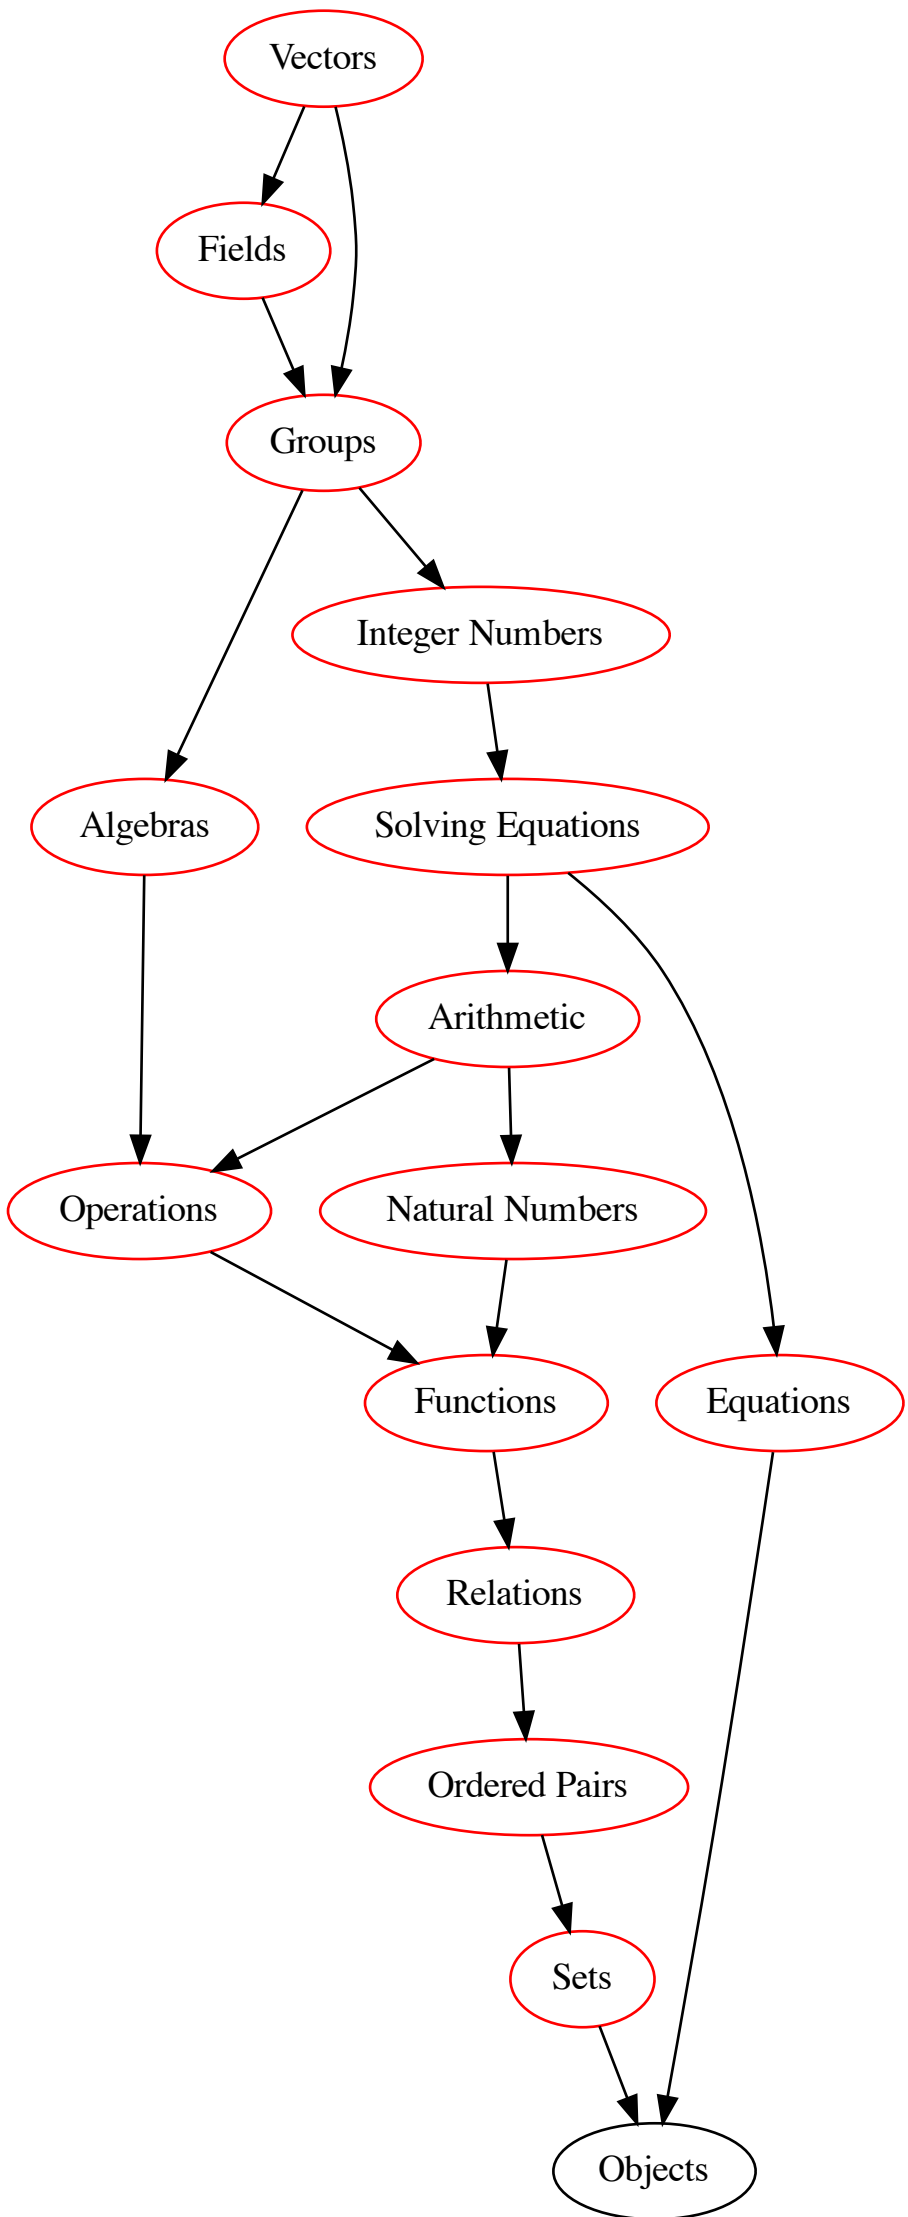 Vectors
Fields
Groups
Integer Numbers
Algebras
Solving Equations
Arithmetic
Operations
Natural Numbers
Functions
Equations
Relations
Ordered Pairs
Sets
Objects